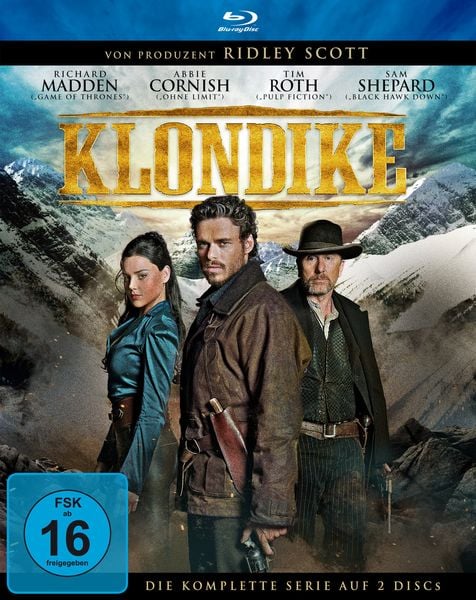 Blu-ray Disc
VON PRODUZENT RIDLEY SCOTT
RICHARD MADDEN („GAME OF THRONES“)
ABBIE CORNISH („OHNE LIMIT“)
TIM ROTH („PULP FICTION“)
SAM SHEPARD („BLACK HAWK DOWN“)
KLONDIKE
FSK
ab
16
freigegeben
DIE KOMPLETTE SERIE AUF 2 DISCS